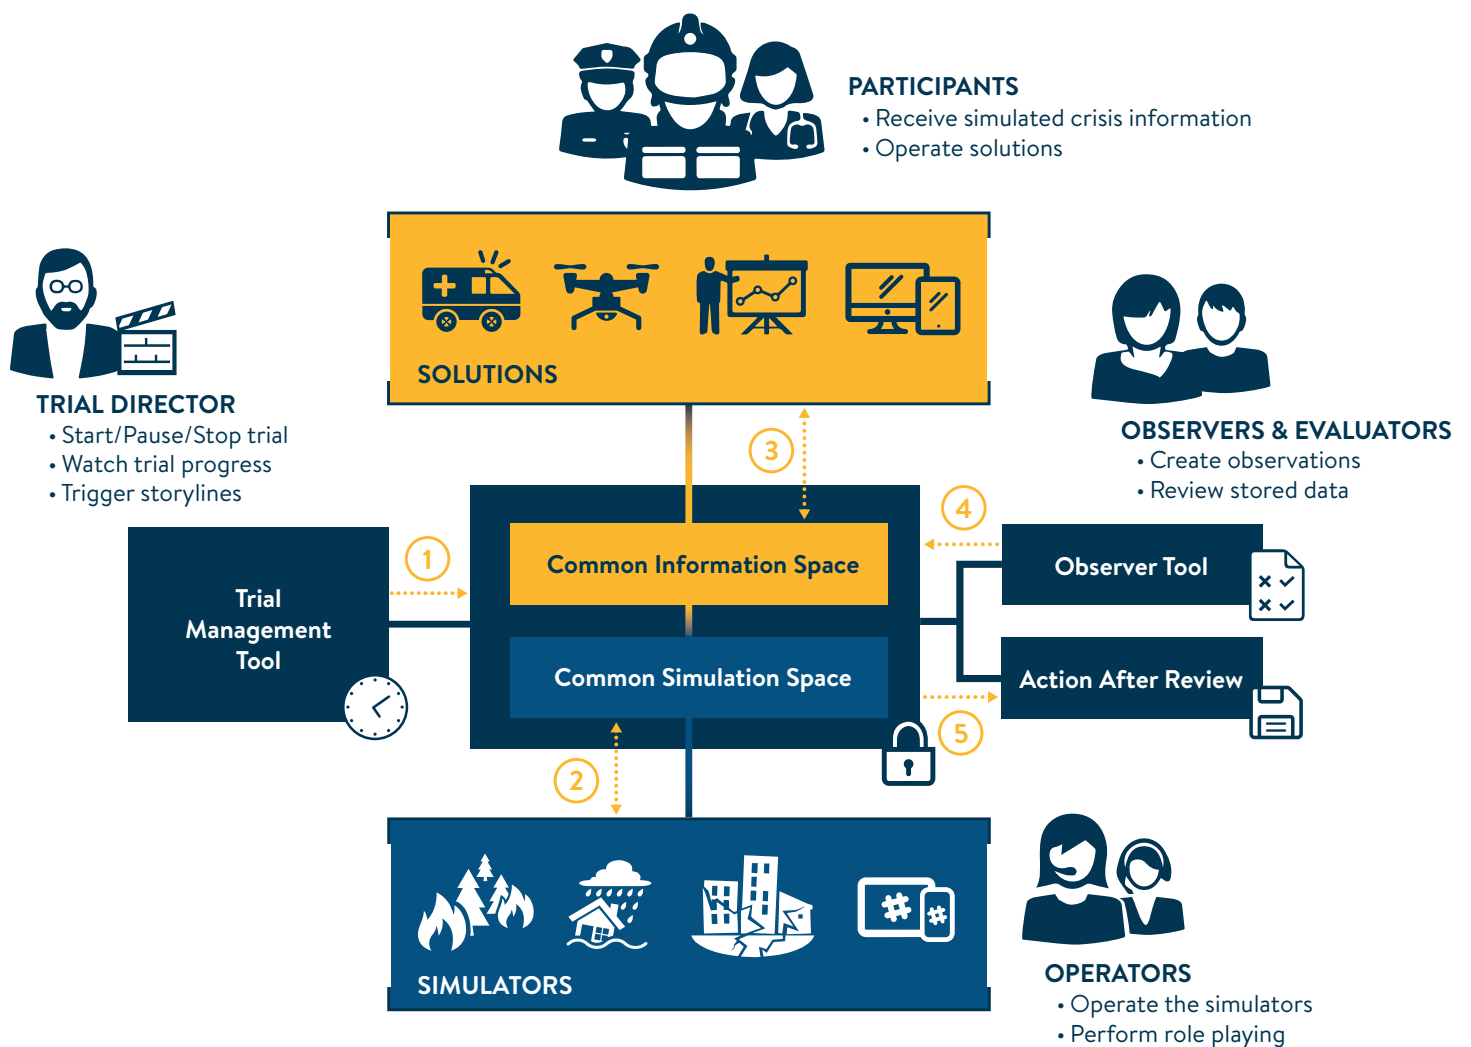 PARTICIPANTS
• Receive simulated crisis information
• Operate solutions
SOLUTIONS
TRIAL DIRECTOR
• Start/Pause/Stop trial
• Watch trial progress
• Trigger storylines
OBSERVERS & EVALUATORS
• Create observations
• Review stored data
3
4
1
Common Information Space
Observer Tool
Trial
Management
Tool
Common Simulation Space
Action After Review
5
2
SIMULATORS
# #
OPERATORS
• Operate the simulators
• Perform role playing